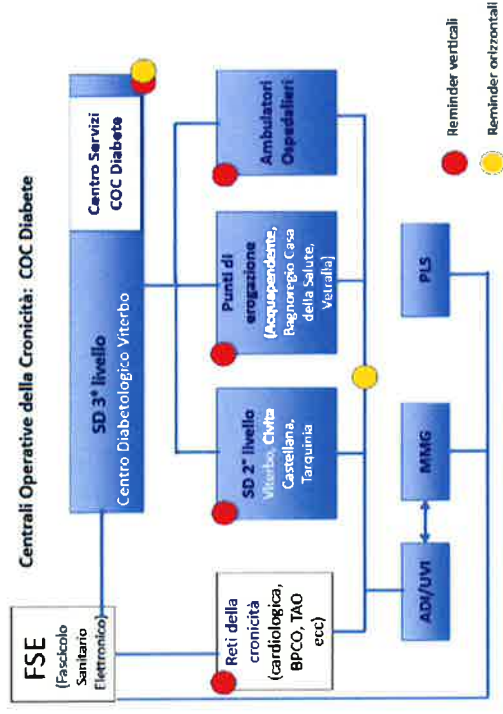 Centrali Operative della Cronicità: COC Diabete
FSE
(Fascicolo
Sanitario
Elettronico)
SD 3° livello
Centro Diabetologico Viterbo
Centro Servizi
COC Diabete
Reti della
cronicità
(cardiologica,
BPCO, TAO
ecc)
SD 2° livello
Viterbo, Civita
Castellana,
Tarquinia
Punti di
erogazione
(Acquapendente,
Bagnoregio Casa
della Salute,
Vetralla)
Ambulatori
Ospedalieri
ADI/UVI
MMG
PLS
Reminder verticali
Reminder orizzontali